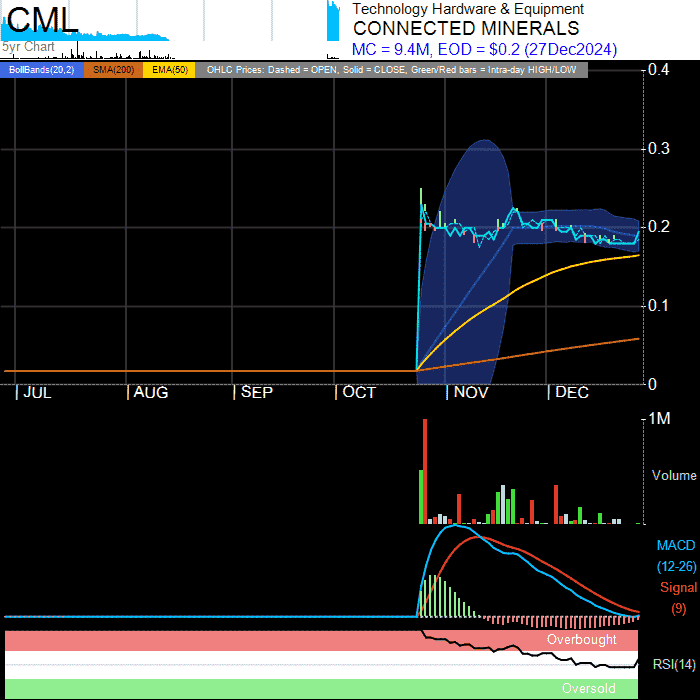 CML
5yr Chart
Technology Hardware & Equipment
CONNECTED MINERALS
MC = 9.4M, EOD = $0.2 (27Dec2024)
BollBands(20,2) SMA(200) EMA(50) OHLC Prices: Dashed = OPEN, Solid = CLOSE, Green/Red bars = Intra-day HIGH/LOW
0.4
0.3
0.2
0.1
0
JUL AUG SEP OCT NOV DEC
1M
Volume
MACD
(12-26)
Signal
(9)
Overbought
RSI(14)
Oversold